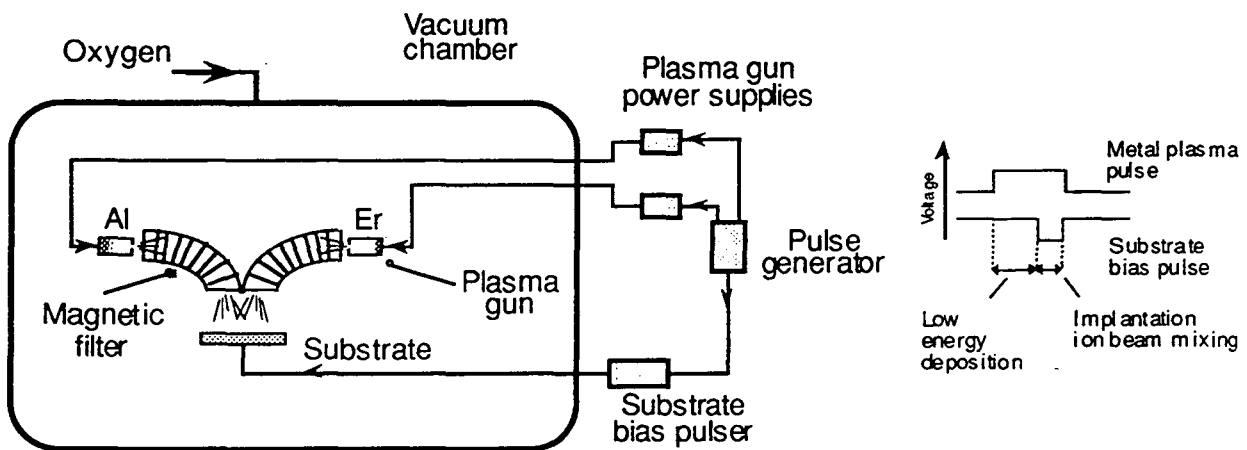 Oxygen
Vacuum
chamber
Plasma gun
power supplies
Al
Er
Magnetic
filter
Plasma
gun
Substrate
Pulse
generator
Substrate
bias pulser
Voltage
Metal plasma
pulse
Substrate
bias pulse
Low
energy
deposition
Implantation
ion beam mixing